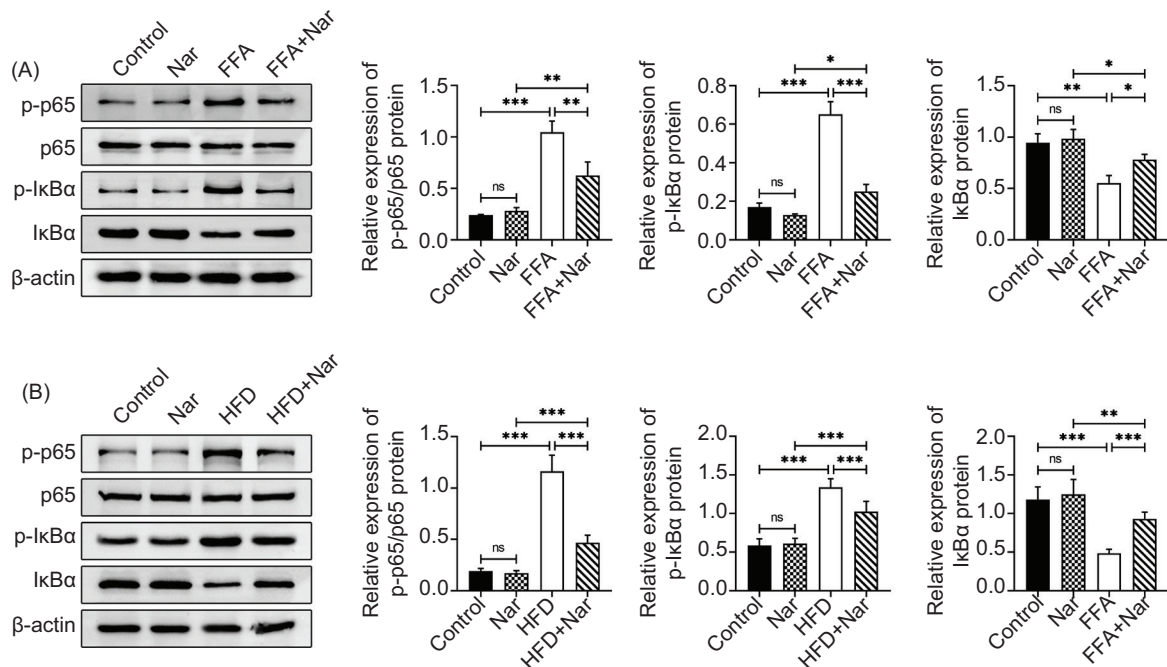 (A)
Control
Nar
FFA
FFA+Nar
p-p65
p65
p-IκBα
IκBα
β-actin
Relative expression of
p-p65/p65 protein
1.5
1.0
0.5
0.0
ns
***
**
**
Control
Nar
FFA
FFA+Nar
Relative expression of
p-IκBα protein
0.8
0.6
0.4
0.2
0.0
ns
***
***
*
Control
Nar
FFA
FFA+Nar
Relative expression of
IκBα protein
1.5
1.0
0.5
0.0
ns
**
*
*
Control
Nar
FFA
FFA+Nar
(B)
Control
Nar
HFD
HFD+Nar
p-p65
p65
p-IκBα
IκBα
β-actin
Relative expression of
p-p65/p65 protein
1.5
1.0
0.5
0.0
ns
***
***
***
Control
Nar
HFD
HFD+Nar
Relative expression of
p-IκBα protein
2.0
1.5
1.0
0.5
0.0
ns
***
***
***
Control
Nar
HFD
HFD+Nar
Relative expression of
IκBα protein
2.0
1.5
1.0
0.5
0.0
ns
***
***
**
Control
Nar
FFA
FFA+Nar